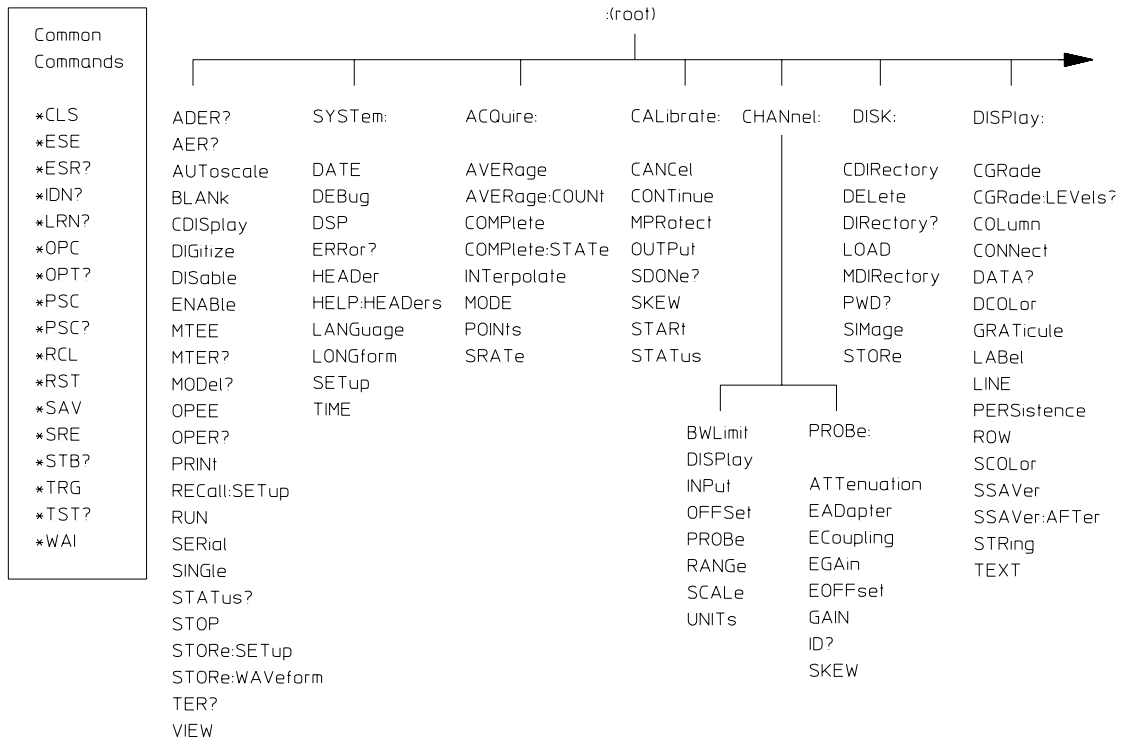 Common
Commands
*CLS
*ESE
*ESR?
*IDN?
*LRN?
*OPC
*OPT?
*PSC
*PSC?
*RCL
*RST
*SAV
*SRE
*STB?
*TRG
*TST?
*WAI
:(root)
ADER?
AER?
AUToscale
BLANk
CDISplay
DIGitize
DISable
ENABle
MTEE
MTER?
MODel?
OPEE
OPER?
PRINt
RECall:SETup
RUN
SERial
SINGle
STATus?
STOP
STORe:SETup
STORe:WAVeform
TER?
VIEW
SYSTem:
DATE
DEBug
DSP
ERRor?
HEADer
HELP:HEADers
LANGuage
LONGform
SETup
TIME
ACQuire:
AVERage
AVERage:COUNt
COMPlete
COMPlete:STATe
INTerpolate
MODE
POINts
SRATe
CALibrate:
CANCel
CONTinue
MPRotect
OUTPut
SDONe?
SKEW
STARt
STATus
CHANnel:
BWLimit
DISPlay
INPut
OFFSet
PROBe
RANGe
SCALe
UNITs
PROBe:
ATTenuation
EADapter
ECoupling
EGAin
EOFFset
GAIN
ID?
SKEW
DISK:
CDIRectory
DELete
DIRectory?
LOAD
MDIRectory
PWD?
SIMage
STORe
DISPlay:
CGRade
CGRade:LEVels?
COLumn
CONNect
DATA?
DCOLor
GRATicule
LABel
LINE
PERSistence
ROW
SCOLor
SSAVer
SSAVer:AFTer
STRing
TEXT